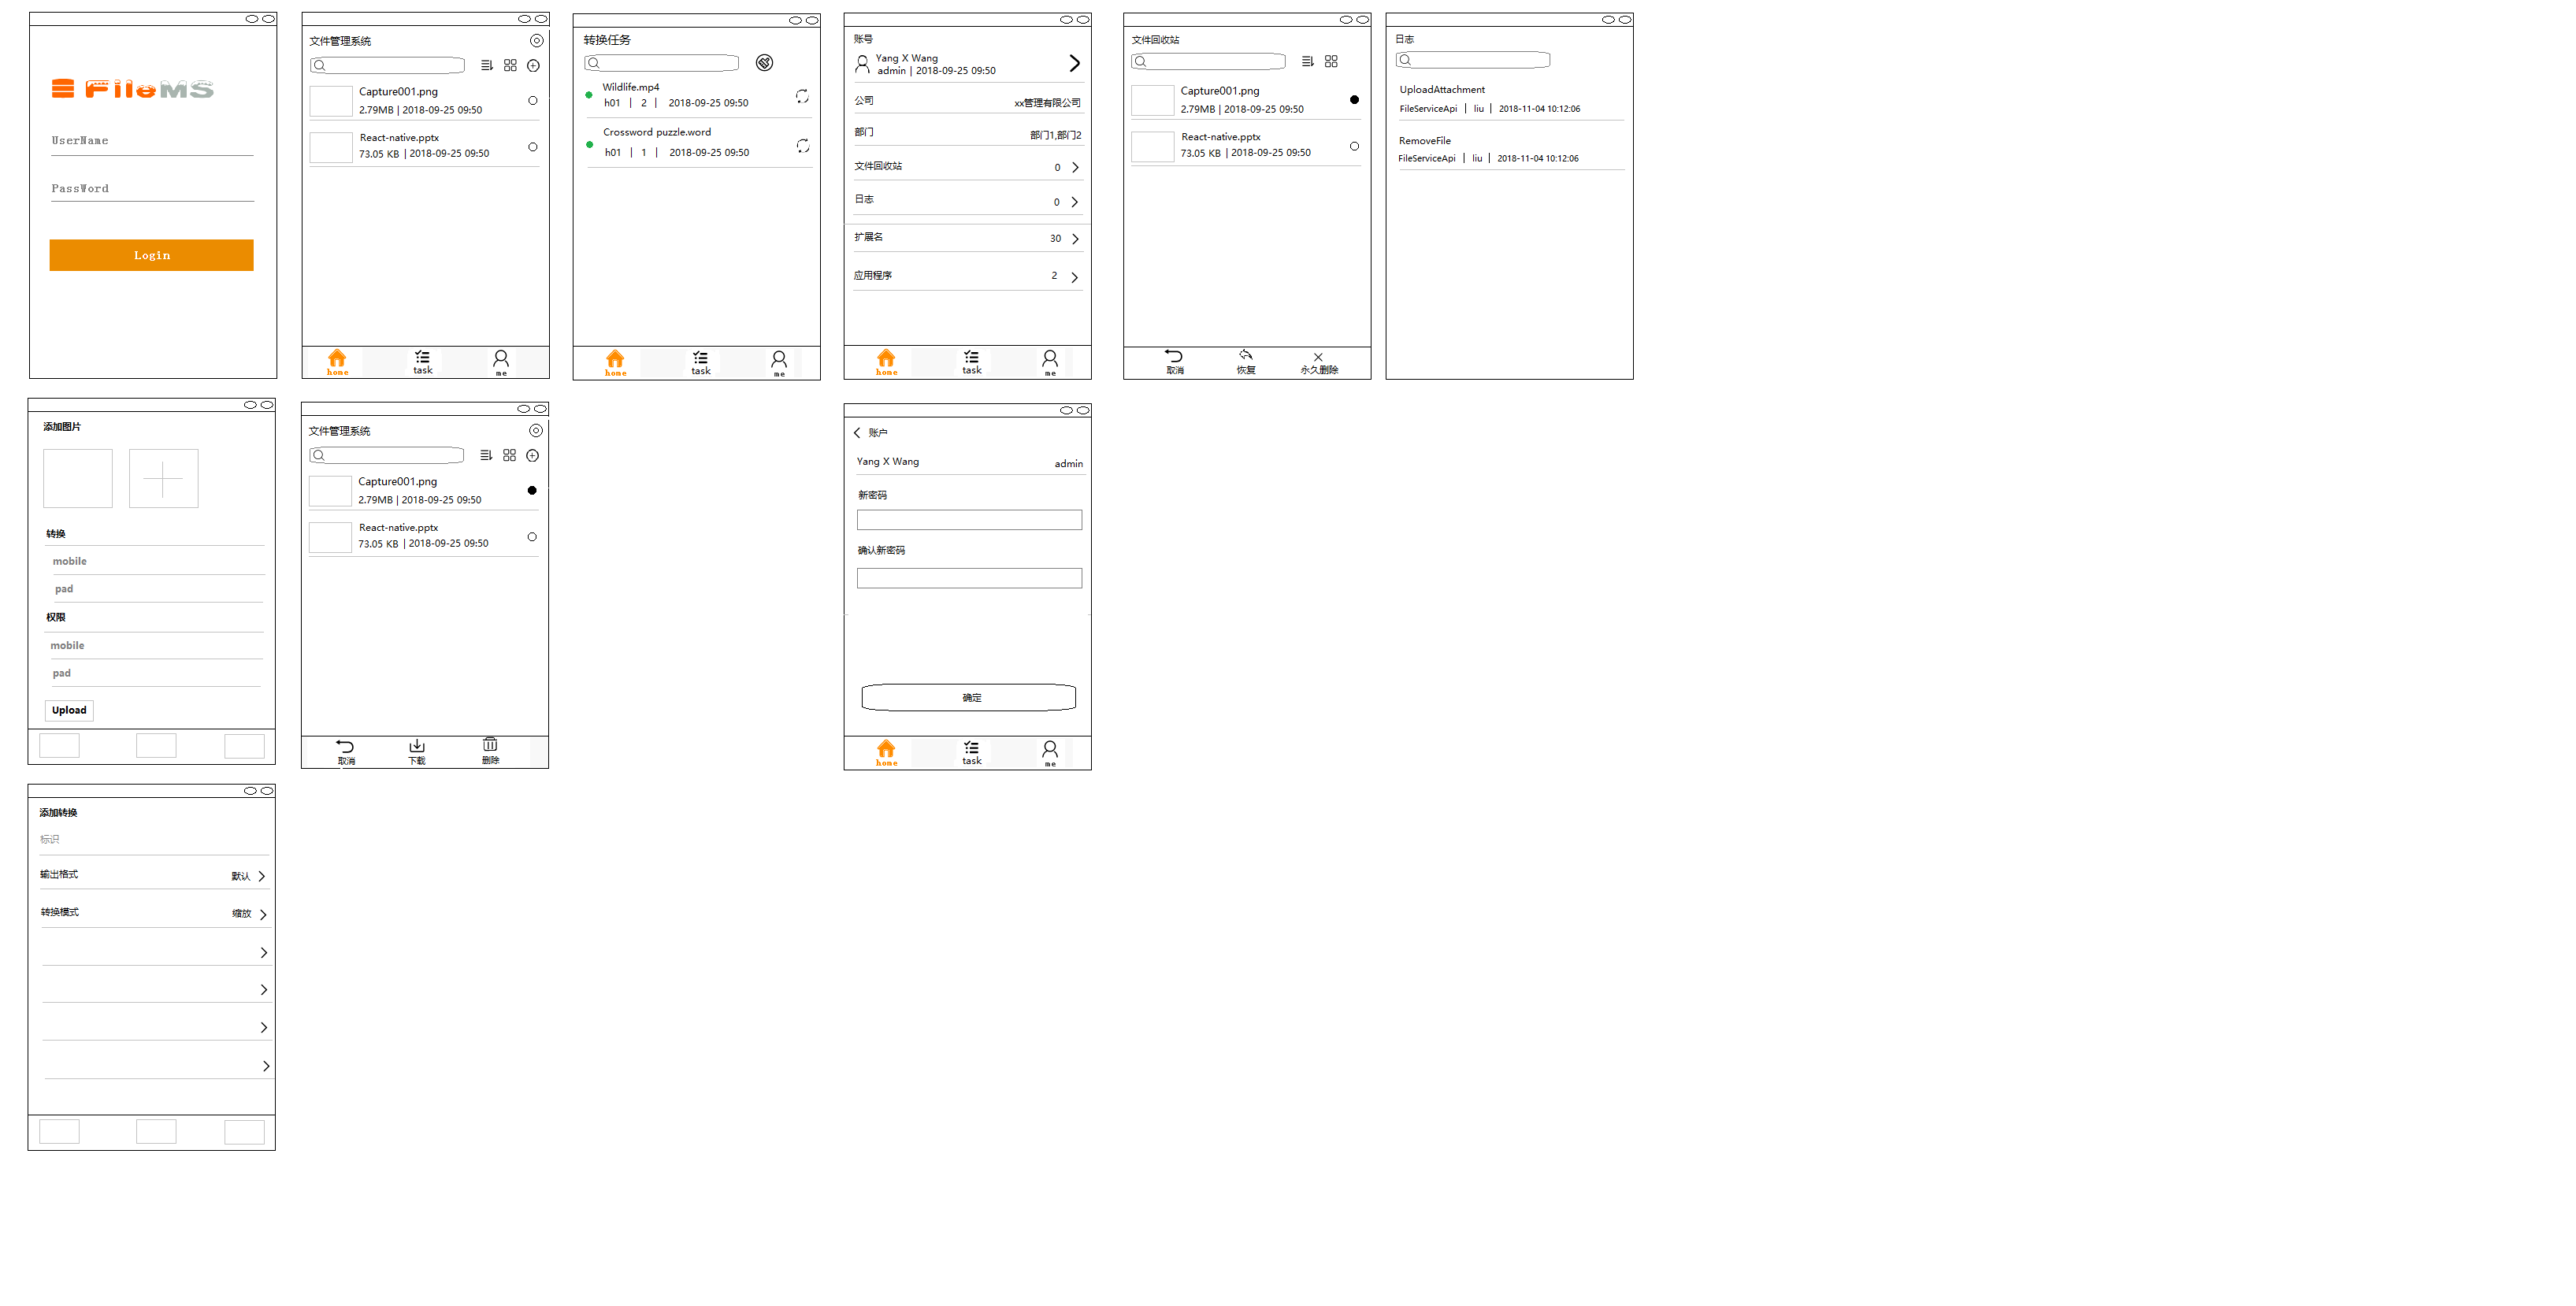 FileMS
UserName
PassWord
Login
文件管理系统
Capture001.png
2.79MB | 2018-09-25 09:50
React-native.pptx
73.05 KB | 2018-09-25 09:50
home
task
me
转换任务
Wildlife.mp4
h01 | 2 | 2018-09-25 09:50
Crossword puzzle.word
h01 | 1 | 2018-09-25 09:50
home
task
me
账号
Yang X Wang
admin | 2018-09-25 09:50
公司 xx管理有限公司
部门 部门1,部门2
文件回收站 0
日志 0
扩展名 30
应用程序 2
home
task
me
文件回收站
Capture001.png
2.79MB | 2018-09-25 09:50
React-native.pptx
73.05 KB | 2018-09-25 09:50
取消
恢复
永久删除
日志
UploadAttachment
FileServiceApi | liu | 2018-11-04 10:12:06
RemoveFile
FileServiceApi | liu | 2018-11-04 10:12:06
添加图片
转换
mobile
pad
权限
mobile
pad
Upload
文件管理系统
Capture001.png
2.79MB | 2018-09-25 09:50
React-native.pptx
73.05 KB | 2018-09-25 09:50
取消
下载
删除
账户
Yang X Wang admin
新密码
确认新密码
确定
home
task
me
添加转换
标识
输出格式 默认
转换模式 缩放